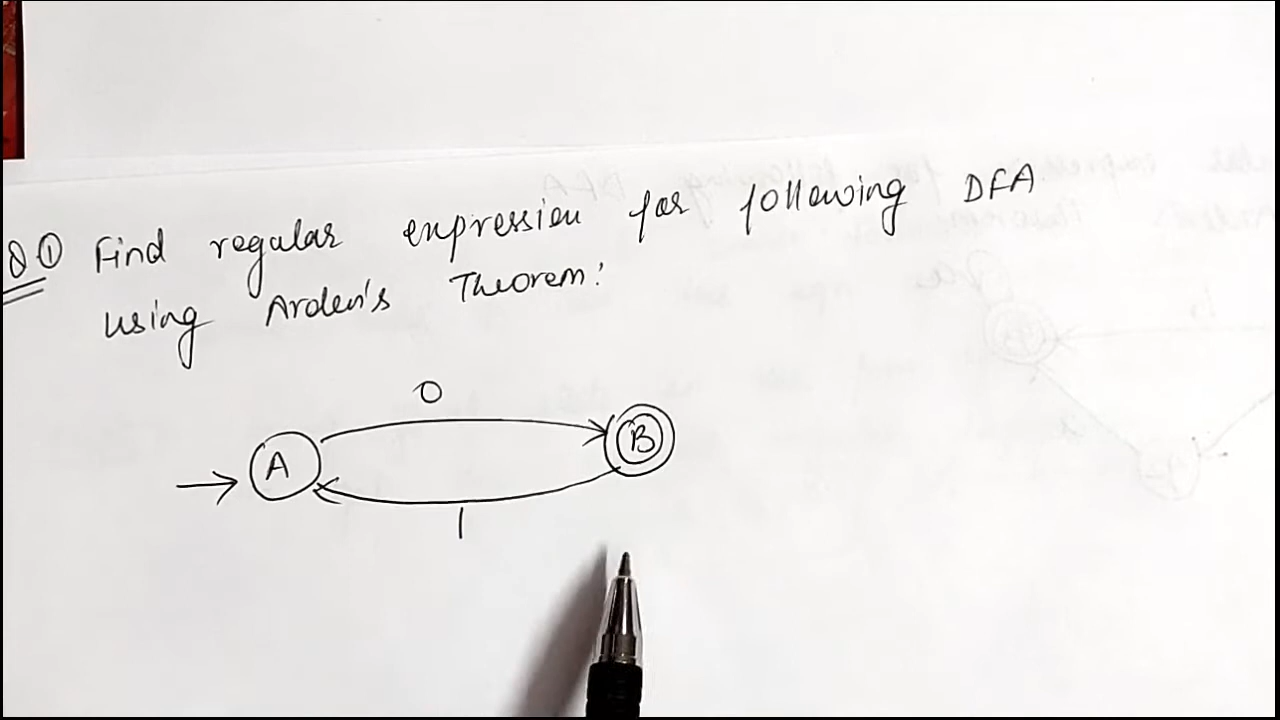 Q① Find regular expression for following DFA
using Arden's Theorem:
0
A
B
1